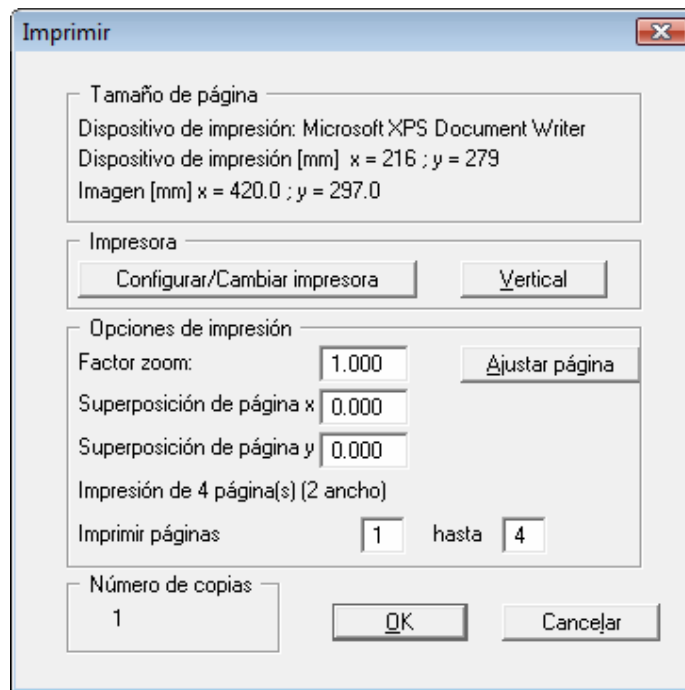 Imprimir
Tamaño de página
Dispositivo de impresión: Microsoft XPS Document Writer
Dispositivo de impresión [mm] x = 216 ; y = 279
Imagen [mm] x = 420.0 ; y = 297.0
Impresora
Configurar/Cambiar impresora Vertical
Opciones de impresión
Factor zoom: 1.000 Ajustar página
Superposición de página x 0.000
Superposición de página y 0.000
Impresión de 4 página(s) (2 ancho)
Imprimir páginas 1 hasta 4
Número de copias
1 OK Cancelar